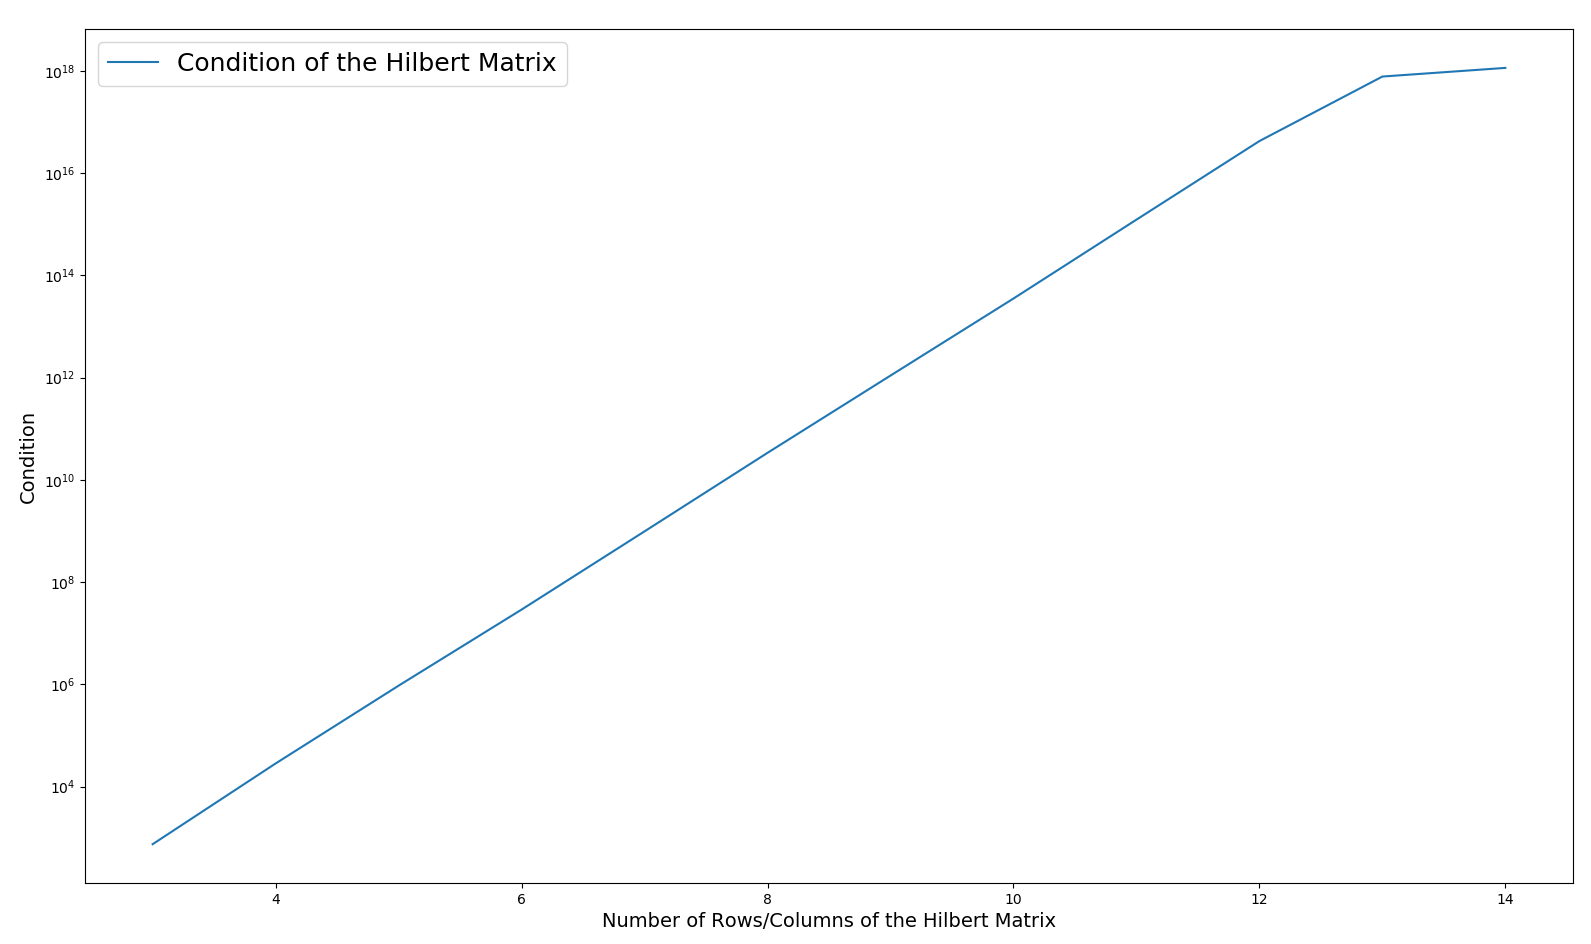 Condition of the Hilbert Matrix
10^18
10^16
10^14
10^12
10^10
10^8
10^6
10^4
Condition
4 6 8 10 12 14
Number of Rows/Columns of the Hilbert Matrix